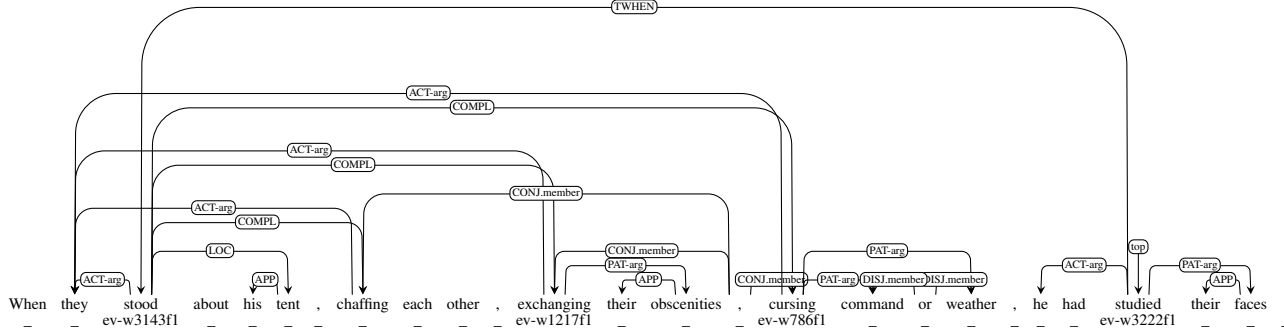 TWHEN
ACT-arg
COMPL
ACT-arg
COMPL
CONJ.member
ACT-arg
COMPL
top
LOC CONJ.member PAT-arg
PAT-arg ACT-arg PAT-arg
ACT-arg APP APP CONJ.member PAT-arg DISJ.member DISJ.member APP
When they stood about his tent , chaffing each other , exchanging their obscenities , cursing command or weather , he had studied their faces
_ _ ev-w3143f1 _ _ _ _ _ _ _ _ ev-w1217f1 _ _ _ ev-w786f1 _ _ _ _ _ _ ev-w3222f1 _ _